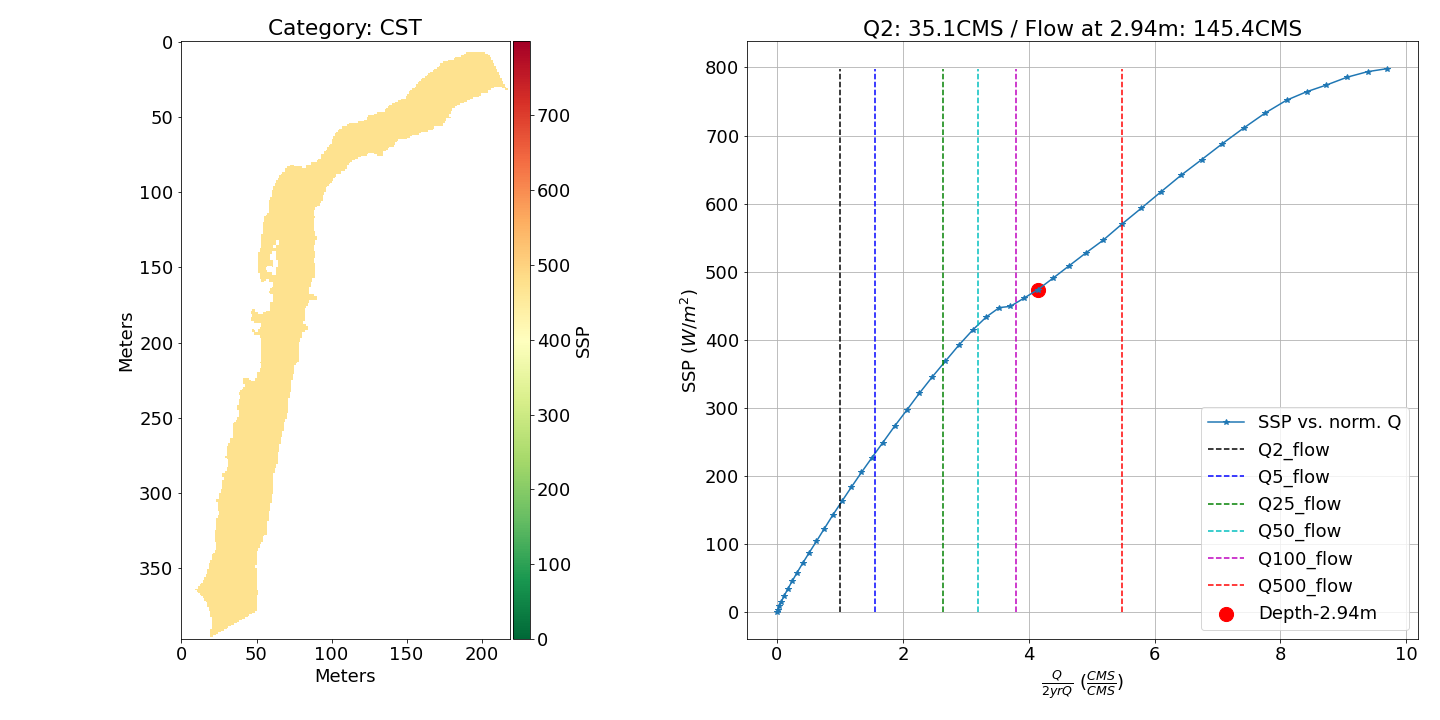 Category: CST
0
50
100
150
200
250
300
350
Meters
0
50
100
150
200
Meters
700
600
500
400
300
200
100
0
SSP
Q2: 35.1CMS / Flow at 2.94m: 145.4CMS
800
700
600
500
400
300
200
100
0
SSP (W/m²)
0
2
4
6
8
10
Q/2yrQ (CMS/CMS)
SSP vs. norm. Q
Q2_flow
Q5_flow
Q25_flow
Q50_flow
Q100_flow
Q500_flow
Depth-2.94m